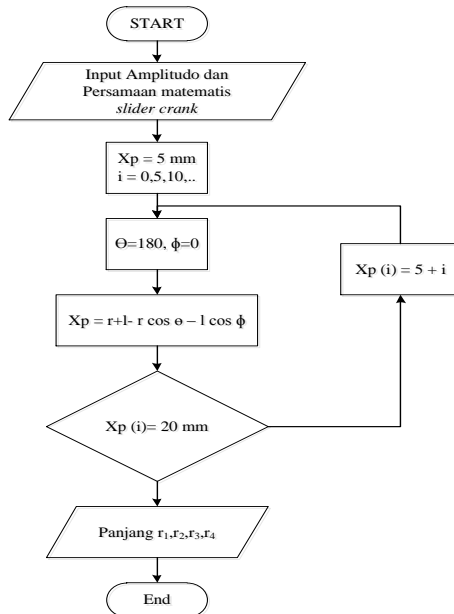 START
Input Amplitudo dan
Persamaan matematis
slider crank
Xp = 5 mm
i = 0,5,10,..
Ѳ=180, ϕ=0
Xp (i) = 5 + i
Xp = r+l- r cos ө – l cos ϕ
Xp (i)= 20 mm
Panjang r₁,r₂,r₃,r₄
End